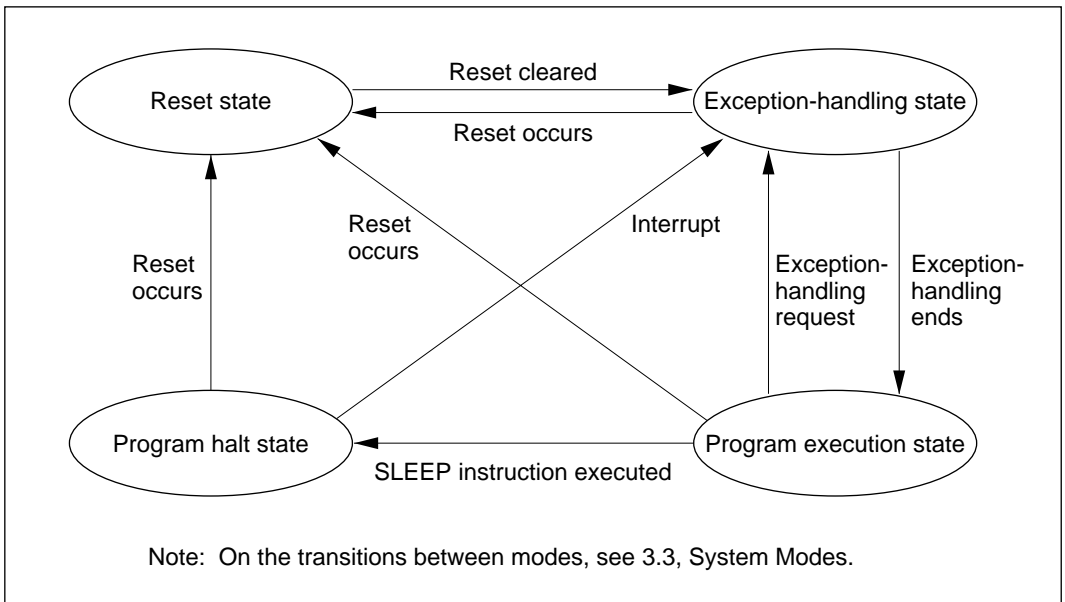 Reset cleared
Reset state
Exception-handling state
Reset occurs
Reset
occurs
Interrupt
Reset
occurs
Exception-
handling
request
Exception-
handling
ends
Program halt state
Program execution state
SLEEP instruction executed
Note: On the transitions between modes, see 3.3, System Modes.